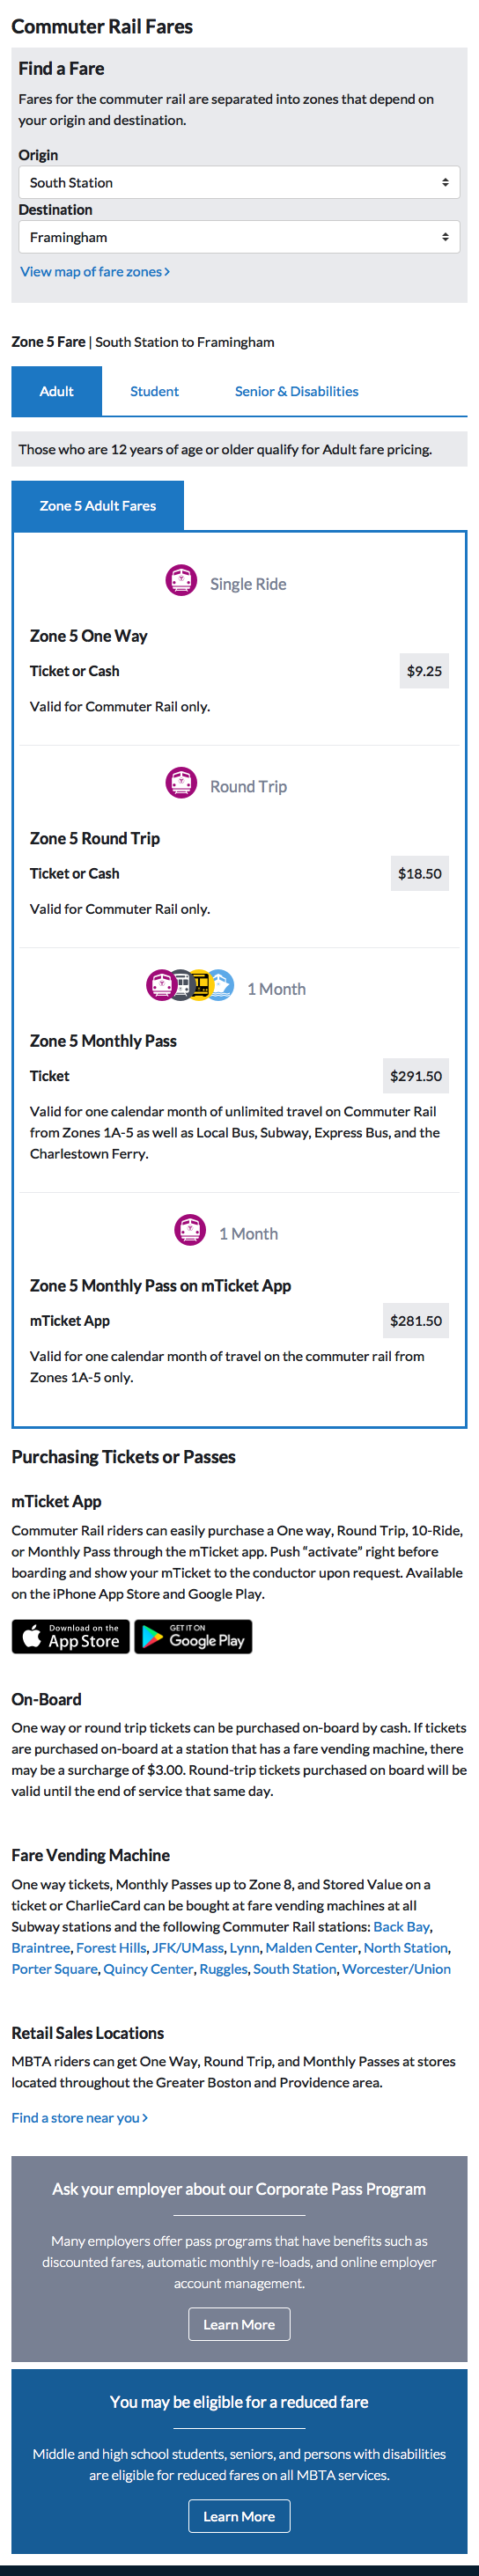 Commuter Rail Fares
Find a Fare
Fares for the commuter rail are separated into zones that depend on
your origin and destination.
Origin
South Station
Destination
Framingham
View map of fare zones
Zone 5 Fare | South Station to Framingham
Adult Student Senior & Disabilities
Those who are 12 years of age or older qualify for Adult fare pricing.
Zone 5 Adult Fares
Single Ride
Zone 5 One Way
Ticket or Cash $9.25
Valid for Commuter Rail only.
Round Trip
Zone 5 Round Trip
Ticket or Cash $18.50
Valid for Commuter Rail only.
1 Month
Zone 5 Monthly Pass
Ticket $291.50
Valid for one calendar month of unlimited travel on Commuter Rail
from Zones 1A-5 as well as Local Bus, Subway, Express Bus, and the
Charlestown Ferry.
1 Month
Zone 5 Monthly Pass on mTicket App
mTicket App $281.50
Valid for one calendar month of travel on the commuter rail from
Zones 1A-5 only.
Purchasing Tickets or Passes
mTicket App
Commuter Rail riders can easily purchase a One way, Round Trip, 10-Ride,
or Monthly Pass through the mTicket app. Push “activate” right before
boarding and show your mTicket to the conductor upon request. Available
on the iPhone App Store and Google Play.
Download on the GET IT ON
App Store Google Play
On-Board
One way or round trip tickets can be purchased on-board by cash. If tickets
are purchased on-board at a station that has a fare vending machine, there
may be a surcharge of $3.00. Round-trip tickets purchased on board will be
valid until the end of service that same day.
Fare Vending Machine
One way tickets, Monthly Passes up to Zone 8, and Stored Value on a
ticket or CharlieCard can be bought at fare vending machines at all
Subway stations and the following Commuter Rail stations: Back Bay,
Braintree, Forest Hills, JFK/UMass, Lynn, Malden Center, North Station,
Porter Square, Quincy Center, Ruggles, South Station, Worcester/Union
Retail Sales Locations
MBTA riders can get One Way, Round Trip, and Monthly Passes at stores
located throughout the Greater Boston and Providence area.
Find a store near you
Ask your employer about our Corporate Pass Program
Many employers offer pass programs that have benefits such as
discounted fares, automatic monthly re-loads, and online employer
account management.
Learn More
You may be eligible for a reduced fare
Middle and high school students, seniors, and persons with disabilities
are eligible for reduced fares on all MBTA services.
Learn More